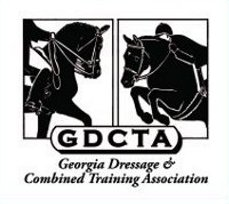 GDCTA
Georgia Dressage &
Combined Training Association